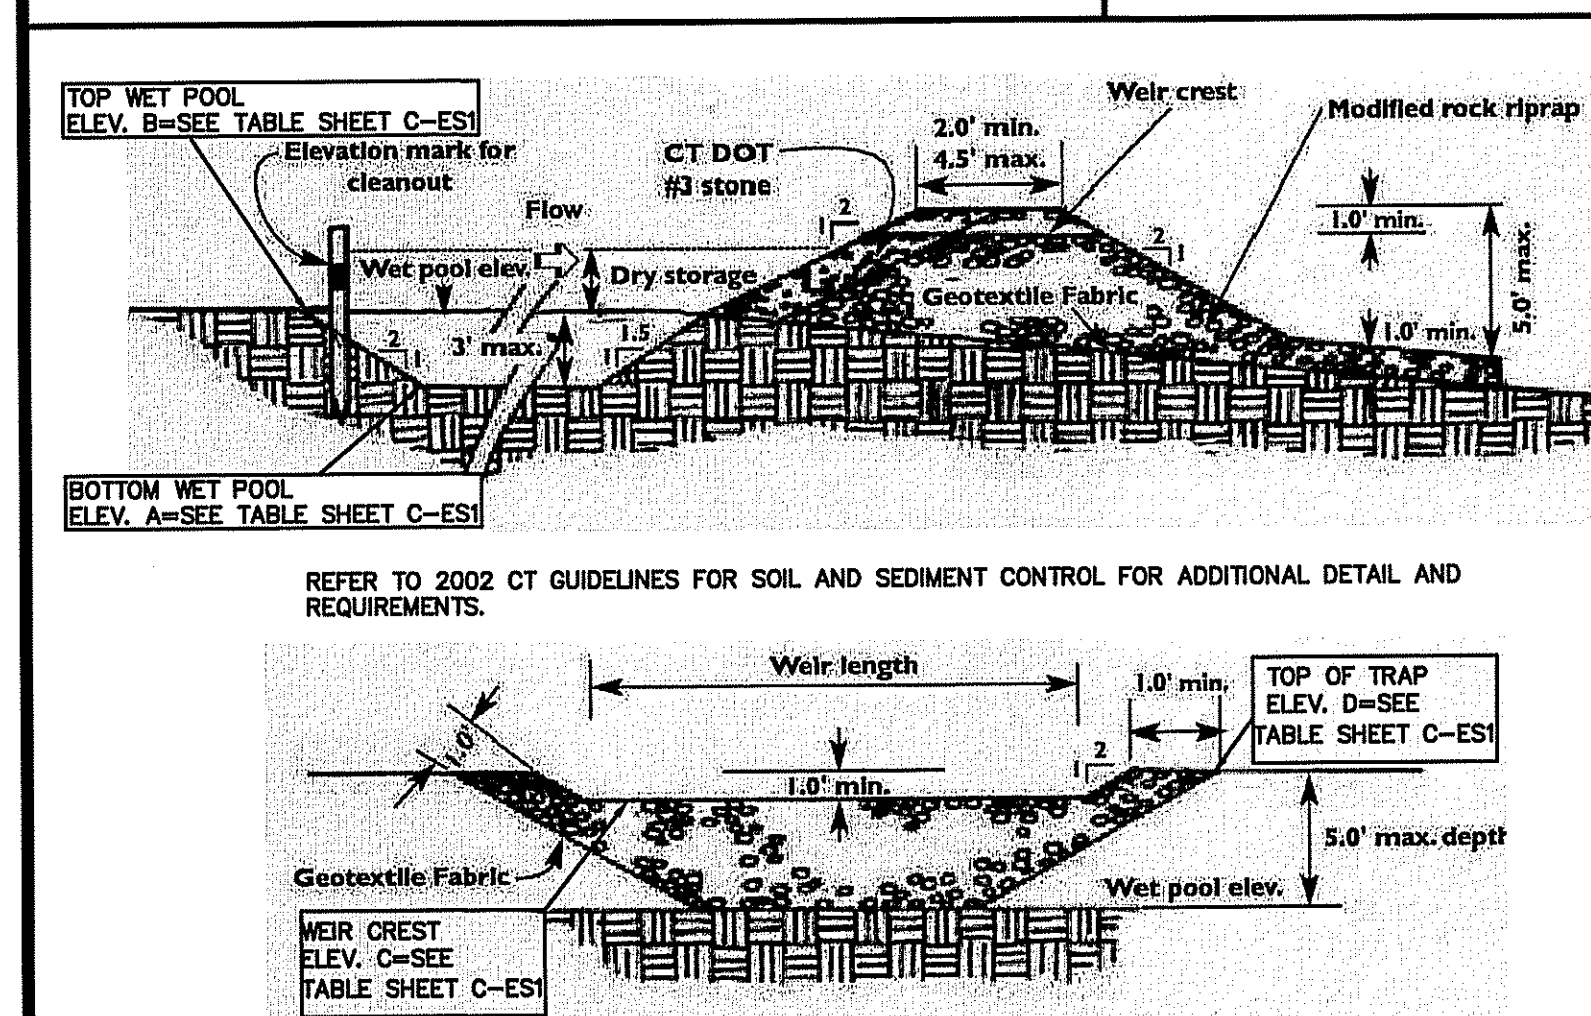 TOP WET POOL
ELEV. B=SEE TABLE SHEET C-ES1
Elevation mark for
cleanout
Flow
CT DOT
#3 stone
2.0' min.
4.5' max.
Weir crest
Modified rock riprap
2
1
2
1
1.0' min.
5.0' max.
Wet pool elev.
Dry storage
Geotextile Fabric
1.0' min.
2
1
3' max.
1.5
1
BOTTOM WET POOL
ELEV. A=SEE TABLE SHEET C-ES1
REFER TO 2002 CT GUIDELINES FOR SOIL AND SEDIMENT CONTROL FOR ADDITIONAL DETAIL AND
REQUIREMENTS.
Weir length
1.0' min.
TOP OF TRAP
ELEV. D=SEE
TABLE SHEET C-ES1
1.0'
2
1
1.0' min.
5.0' max. depth
Geotextile Fabric
Wet pool elev.
WEIR CREST
ELEV. C=SEE
TABLE SHEET C-ES1